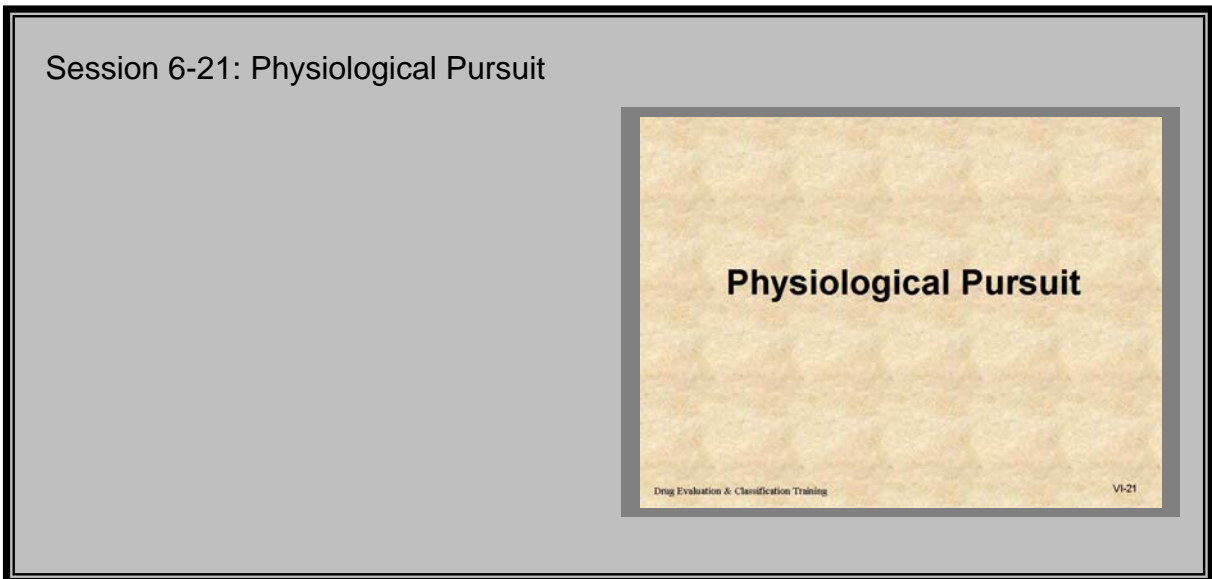 Session 6-21: Physiological Pursuit
Physiological Pursuit
Drug Evaluation & Classification Training
VI-21